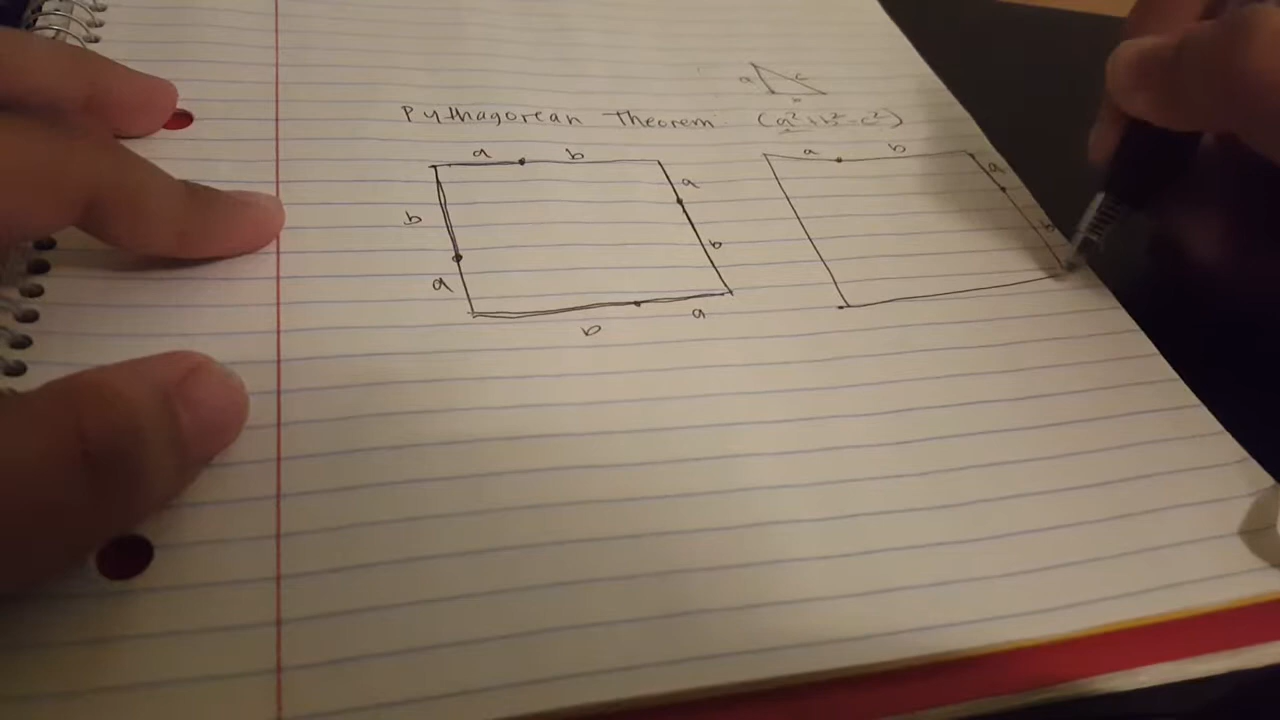 a c
b
Pythagorean Theorem (a²+b²=c²)
a b a b
a a
b b b
a
b a